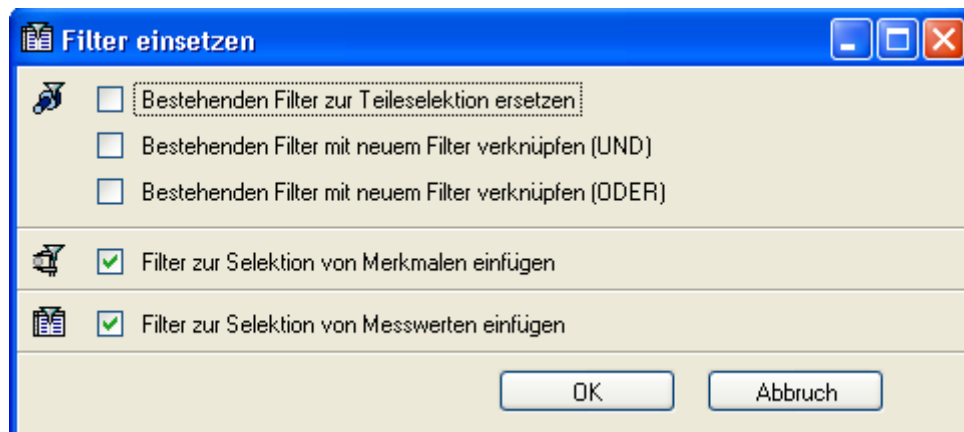 Filter einsetzen
Bestehenden Filter zur Teileselektion ersetzen
Bestehenden Filter mit neuem Filter verknüpfen (UND)
Bestehenden Filter mit neuem Filter verknüpfen (ODER)
Filter zur Selektion von Merkmalen einfügen
Filter zur Selektion von Messwerten einfügen
OK Abbruch